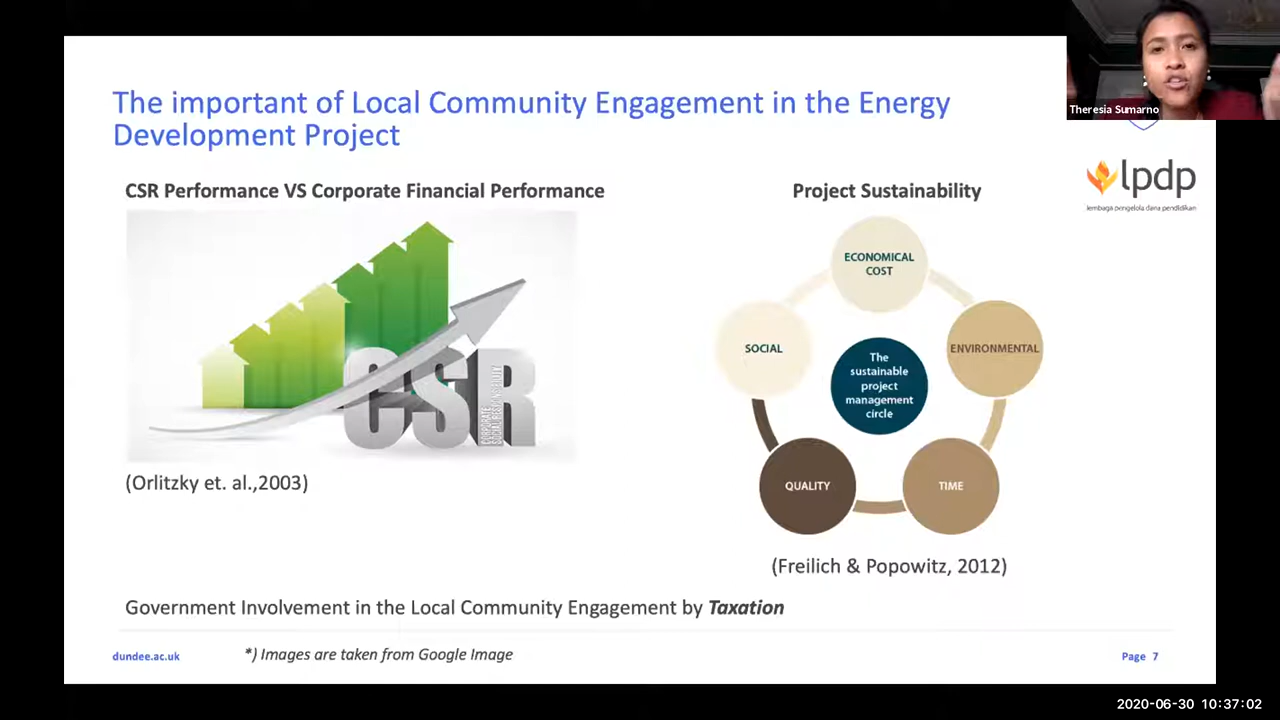 The important of Local Community Engagement in the Energy
Development Project
Theresia Sumarno
lpdp
lembaga pengelola dana pendidikan
CSR Performance VS Corporate Financial Performance
CSR
CORPORATE
SOCIAL RESPONSIBILITY
(Orlitzky et. al.,2003)
Project Sustainability
ECONOMICAL
COST
SOCIAL
ENVIRONMENTAL
The
sustainable
project
management
circle
QUALITY
TIME
(Freilich & Popowitz, 2012)
Government Involvement in the Local Community Engagement by Taxation
dundee.ac.uk
*) Images are taken from Google Image
Page 7
2020-06-30 10:37:02